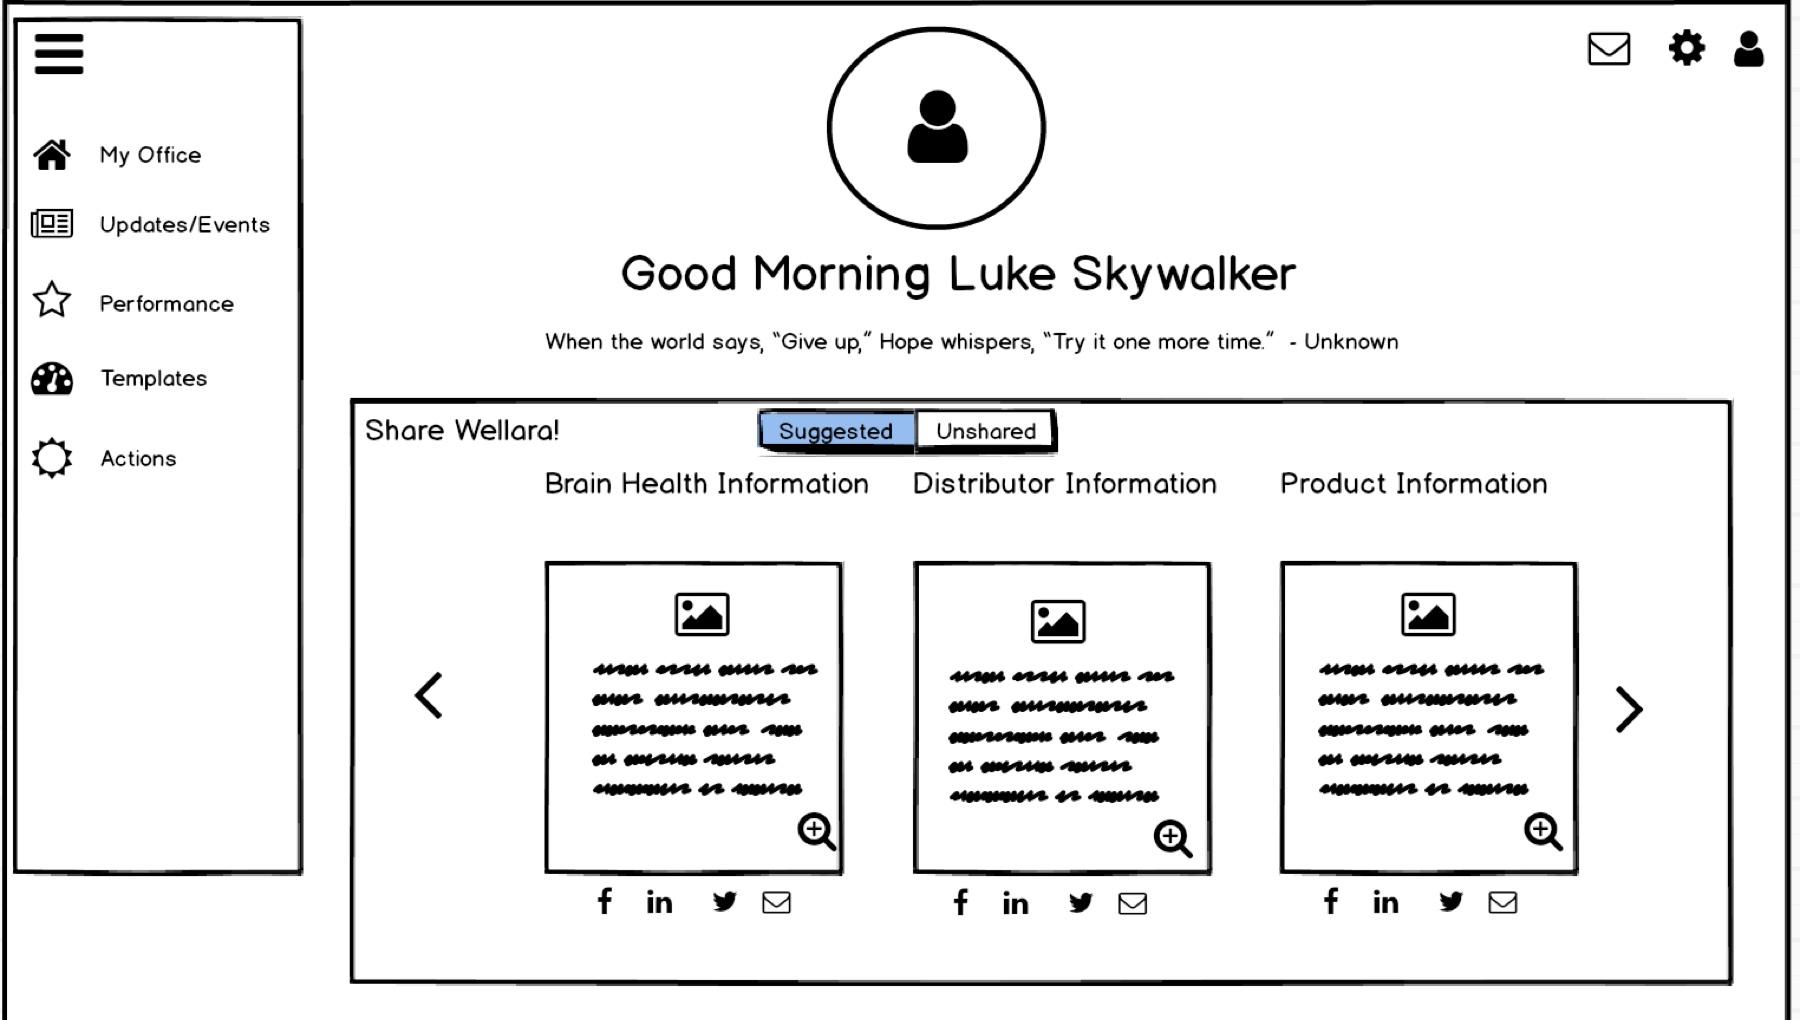 My Office
Updates/Events
Performance
Templates
Actions
Good Morning Luke Skywalker
When the world says, “Give up,” Hope whispers, “Try it one more time.” - Unknown
Share Wellara!
Suggested
Unshared
Brain Health Information
Distributor Information
Product Information